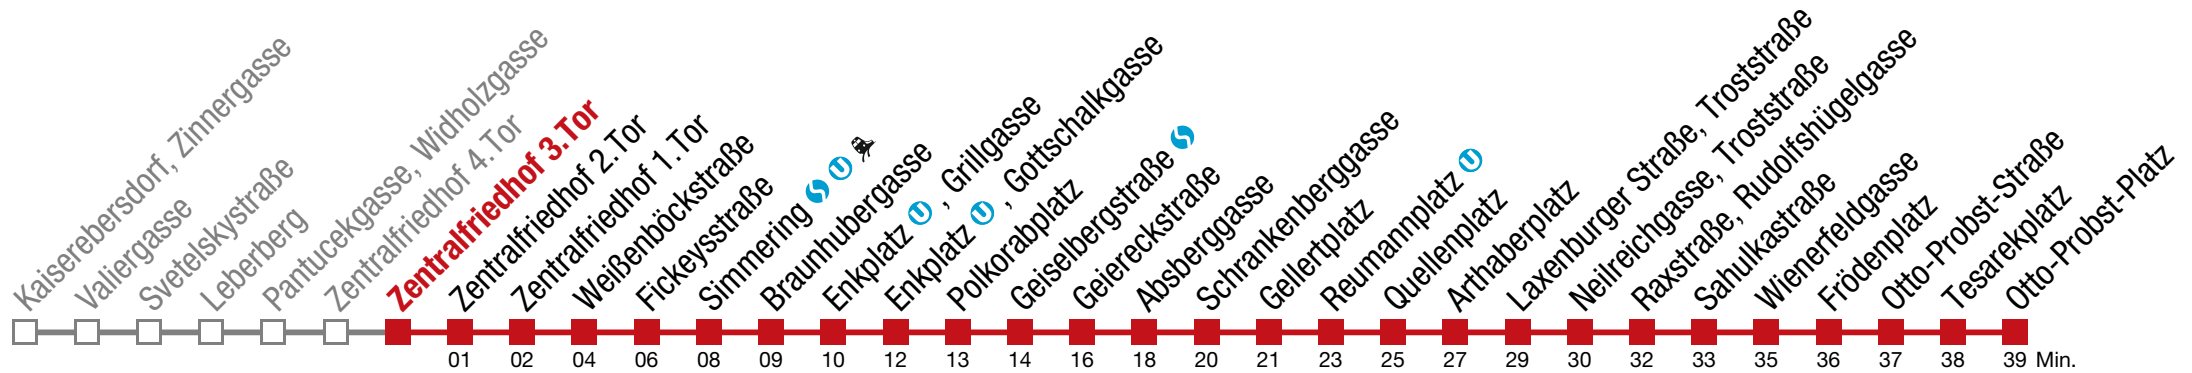 Kaiserebersdorf, Zinnergasse
Valiergasse
Svetelskystraße
Leberberg
Pantucekgasse, Widholzgasse
Zentralfriedhof 4.Tor
Zentralfriedhof 3.Tor
Zentralfriedhof 2.Tor
Zentralfriedhof 1.Tor
Weißenböckstraße
Fickeysstraße
Simmering S U
Braunhubergasse
Enkplatz U , Grillgasse
Enkplatz U , Gottschalkgasse
Polkorabplatz
Geiselbergstraße S
Geiereckstraße
Absberggasse
Schrankenberggasse
Gellertplatz
Reumannplatz U
Quellenplatz
Arthaberplatz
Laxenburger Straße, Troststraße
Neilreichgasse, Troststraße
Raxstraße, Rudolfshügelgasse
Sahulkastraße
Wienerfeldgasse
Frödenplatz
Otto-Probst-Straße
Tesarekplatz
Otto-Probst-Platz
01 02 04 06 08 09 10 12 13 14 16 18 20 21 23 25 27 29 30 32 33 35 36 37 38 39 Min.